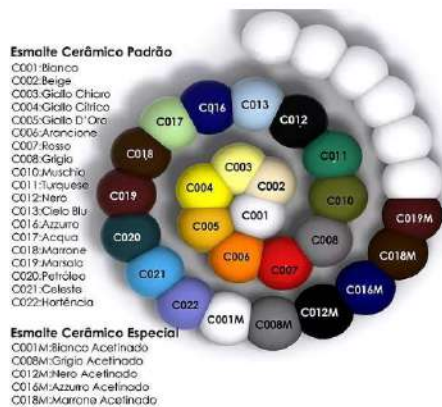 Esmalte Cerâmico Padrão
C001:Bianco
C002:Beige
C003:Giallo Chiaro
C004:Giallo Cítrico
C005:Giallo D'Oro
C006:Arancione
C007:Rosso
C008:Grigio
C010:Muschio
C011:Turquese
C012:Nero
C013:Cielo Blu
C016:Azzurro
C017:Acqua
C018:Marrone
C019:Marsala
C020:Petróleo
C021:Celeste
C022:Hortência
Esmalte Cerâmico Especial
C001M:Bianco Acetinado
C008M:Grigio Acetinado
C012M:Nero Acetinado
C016M:Azzurro Acetinado
C018M:Marrone Acetinado
C001
C002
C003
C004
C005
C006
C007
C008
C010
C011
C012
C013
C016
C017
C018
C019
C020
C021
C022
C001M
C008M
C012M
C016M
C018M
C019M